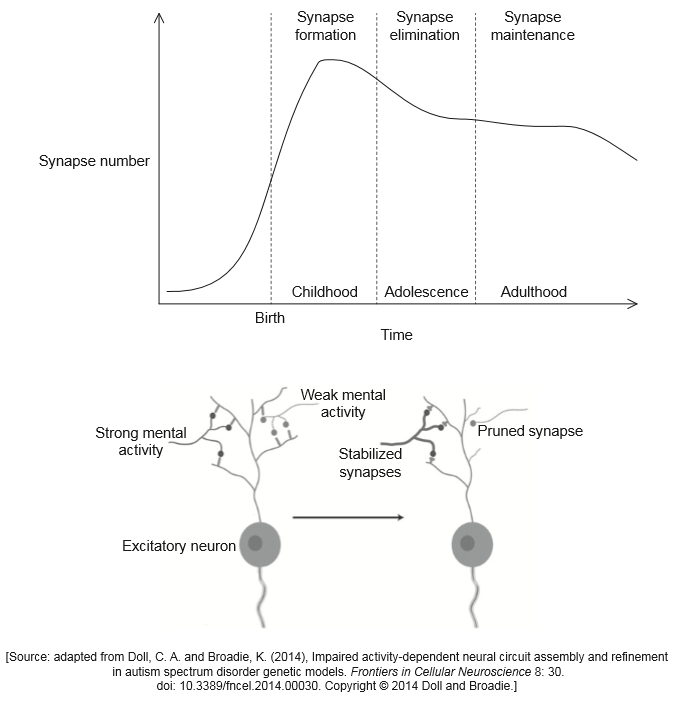 Synapse
formation
Synapse
elimination
Synapse
maintenance
Synapse number
Childhood
Adolescence
Adulthood
Birth
Time
Weak mental
activity
Strong mental
activity
Pruned synapse
Stabilized
synapses
Excitatory neuron
[Source: adapted from Doll, C. A. and Broadie, K. (2014), Impaired activity-dependent neural circuit assembly and refinement
in autism spectrum disorder genetic models. Frontiers in Cellular Neuroscience 8: 30.
doi: 10.3389/fncel.2014.00030. Copyright © 2014 Doll and Broadie.]